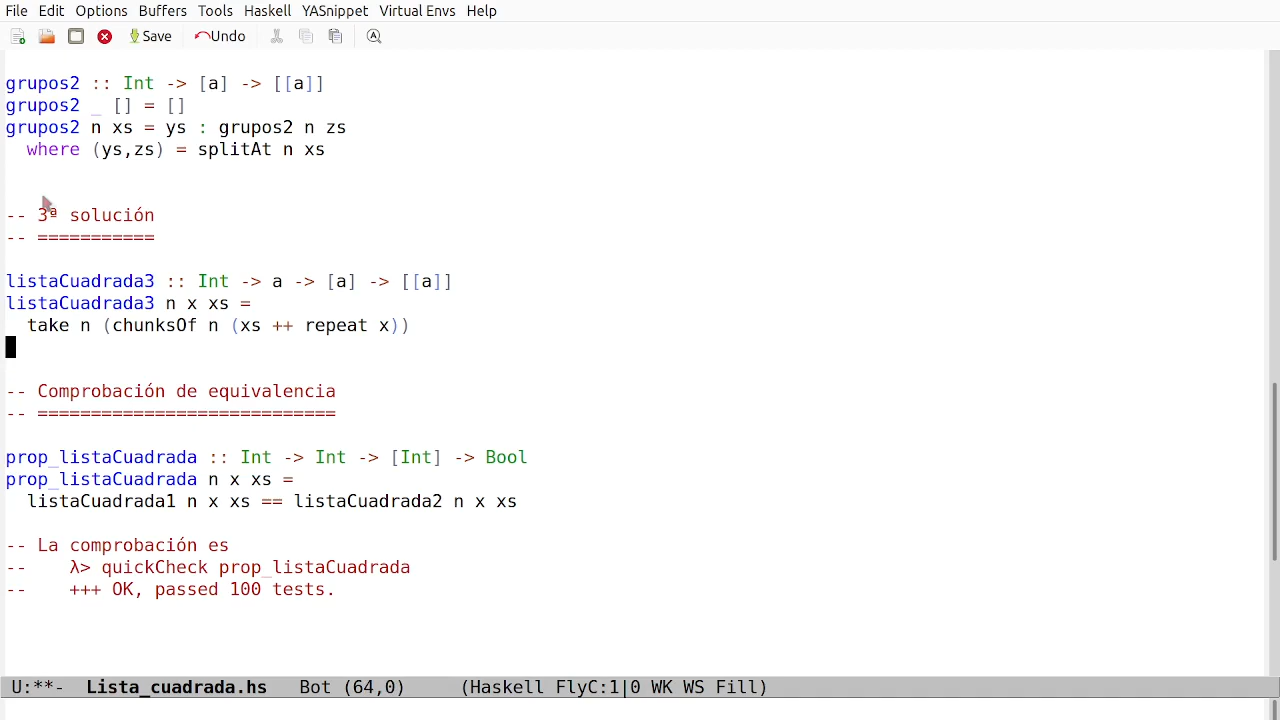 File Edit Options Buffers Tools Haskell YASnippet Virtual Envs Help
Save Undo
grupos2 :: Int -> [a] -> [[a]]
grupos2 _ [] = []
grupos2 n xs = ys : grupos2 n zs
  where (ys,zs) = splitAt n xs
-- 3ª solución
-- ===========
listaCuadrada3 :: Int -> a -> [a] -> [[a]]
listaCuadrada3 n x xs =
  take n (chunksOf n (xs ++ repeat x))
-- Comprobación de equivalencia
-- ============================
prop_listaCuadrada :: Int -> Int -> [Int] -> Bool
prop_listaCuadrada n x xs =
  listaCuadrada1 n x xs == listaCuadrada2 n x xs
-- La comprobación es
--    λ> quickCheck prop_listaCuadrada
--    +++ OK, passed 100 tests.
U:**-  Lista_cuadrada.hs   Bot (64,0)     (Haskell FlyC:1|0 WK WS Fill)